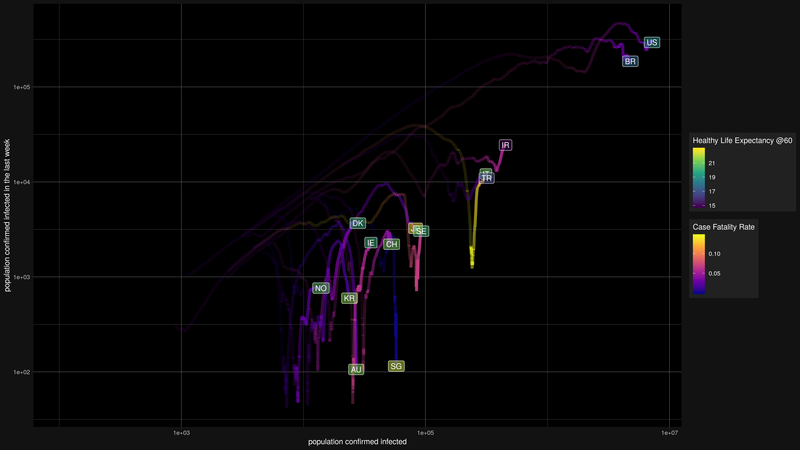 population confirmed infected in the last week
1e+05
1e+04
1e+03
1e+02
US
BR
IR
TR
DK
SE
IE
CH
NO
KR
AU
SG
1e+03
1e+05
1e+07
population confirmed infected
Healthy Life Expectancy @60
21
19
17
15
Case Fatality Rate
0.10
0.05